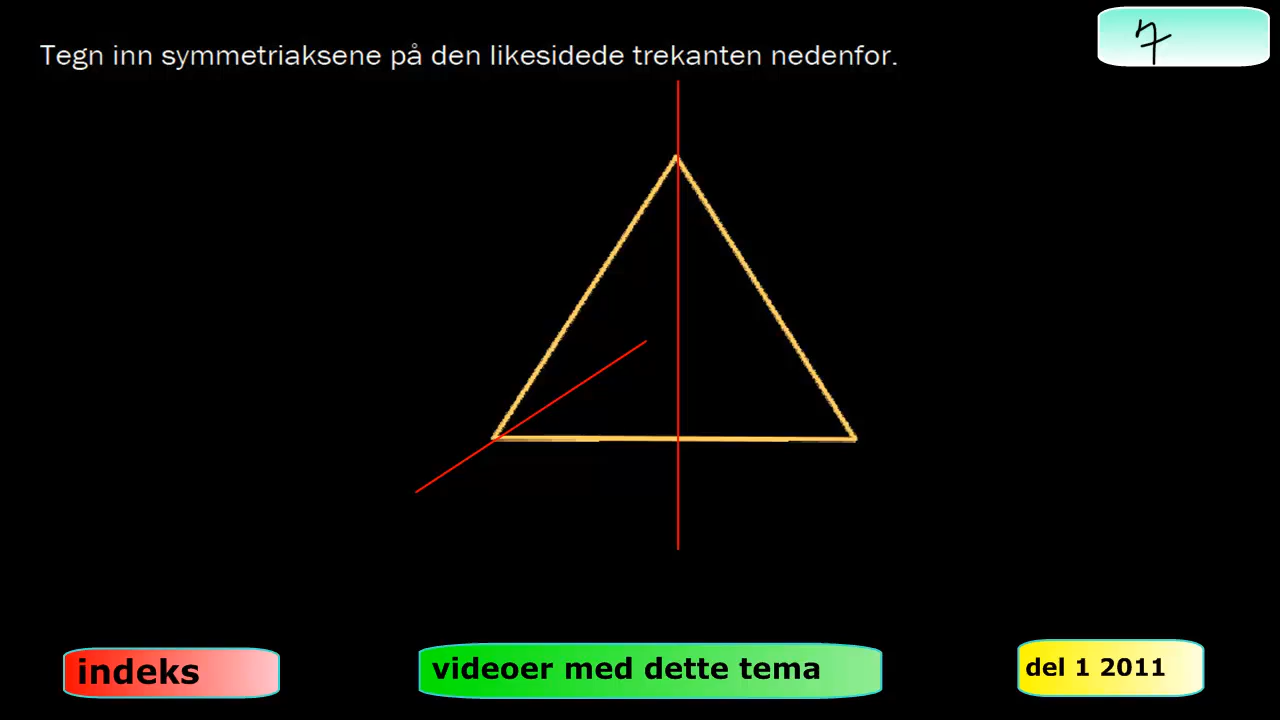 Tegn inn symmetriaksene på den likesidede trekanten nedenfor.
7
indeks
videoer med dette tema
del 1 2011